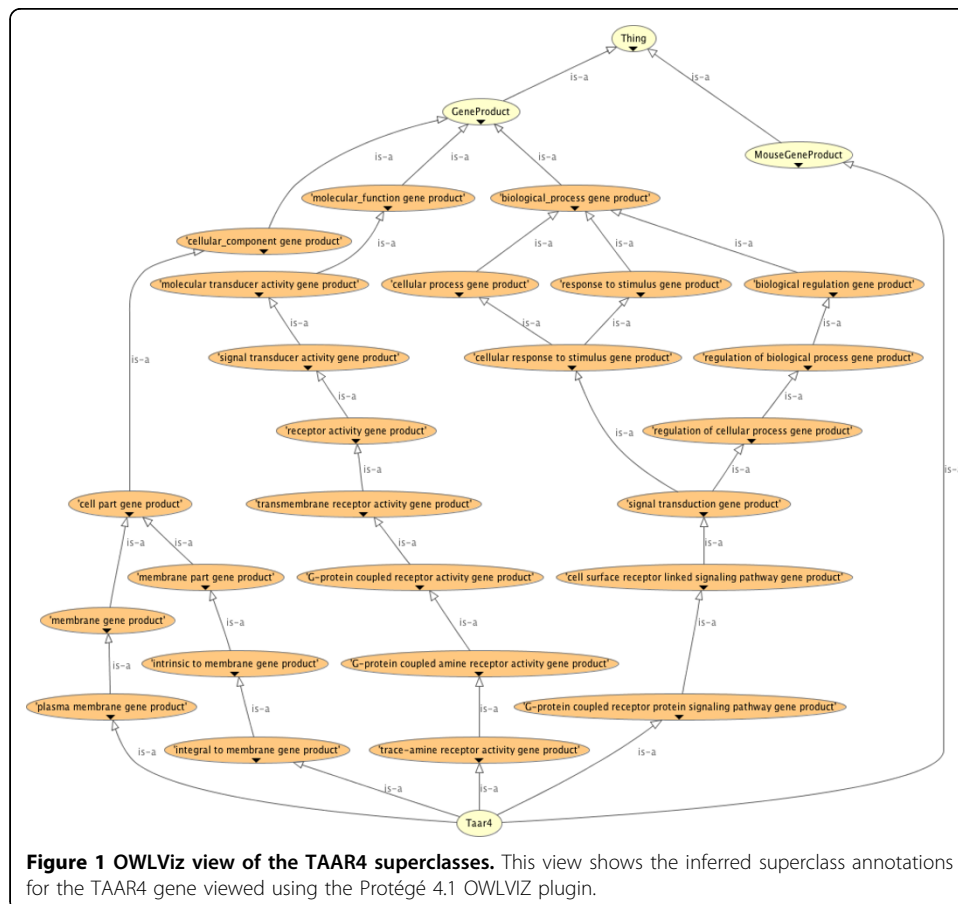 Thing
is-a
is-a
GeneProduct
MouseGeneProduct
is-a
is-a
is-a
'molecular_function gene product'
'biological_process gene product'
'cellular_component gene product'
is-a
is-a
is-a
is-a
'molecular transducer activity gene product'
'cellular process gene product'
'response to stimulus gene product'
'biological regulation gene product'
is-a
is-a
is-a
is-a
'signal transducer activity gene product'
'cellular response to stimulus gene product'
'regulation of biological process gene product'
is-a
is-a
is-a
'receptor activity gene product'
is-a
'regulation of cellular process gene product'
is-a
is-a
is-a
'cell part gene product'
'transmembrane receptor activity gene product'
'signal transduction gene product'
is-a
is-a
is-a
is-a
'membrane part gene product'
'G-protein coupled receptor activity gene product'
'cell surface receptor linked signaling pathway gene product'
'membrane gene product'
is-a
is-a
is-a
is-a
'intrinsic to membrane gene product'
'G-protein coupled amine receptor activity gene product'
'plasma membrane gene product'
is-a
is-a
'G-protein coupled receptor protein signaling pathway gene product'
is-a
'integral to membrane gene product'
'trace-amine receptor activity gene product'
is-a
is-a
is-a
Taar4
Figure 1 OWLViz view of the TAAR4 superclasses. This view shows the inferred superclass annotations
for the TAAR4 gene viewed using the Protégé 4.1 OWLVIZ plugin.